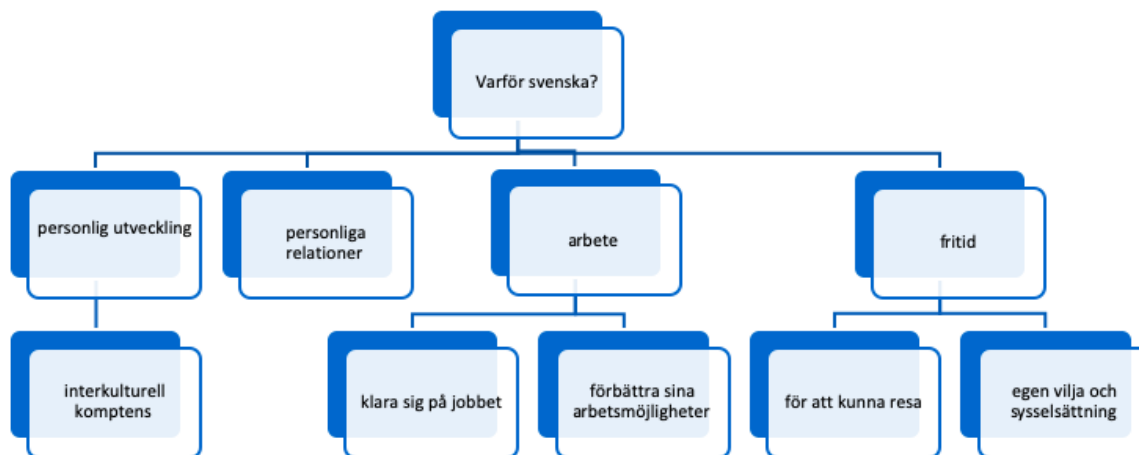 Varför svenska?
personlig utveckling
personliga
relationer
arbete
fritid
interkulturell
komptens
klara sig på jobbet
förbättra sina
arbetsmöjligheter
för att kunna resa
egen vilja och
sysselsättning